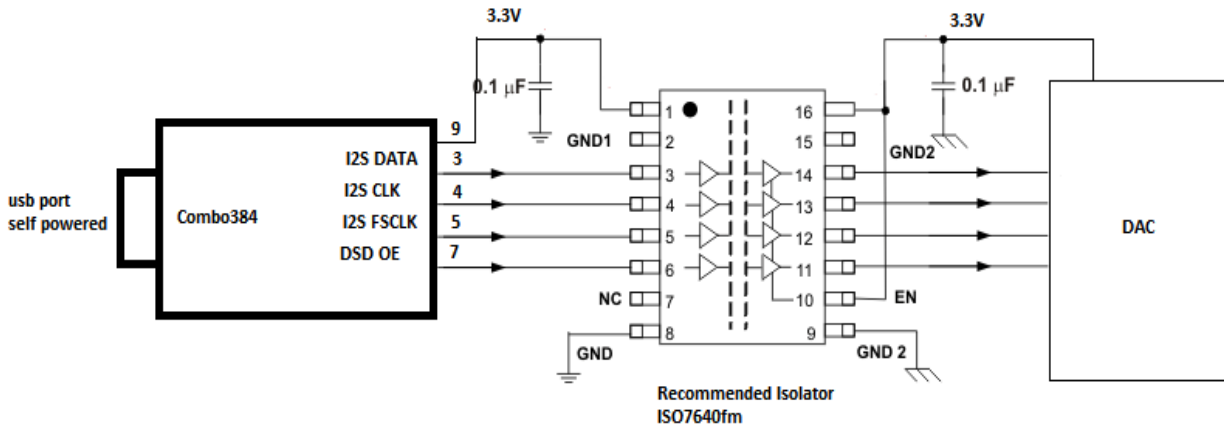 3.3V
3.3V
0.1 µF
0.1 µF
9
1
16
GND1
2
15
GND2
I2S DATA
3
3
14
I2S CLK
4
4
13
usb port
self powered
Combo384
I2S FSCLK
5
5
12
DAC
DSD OE
7
6
11
NC
7
10
EN
8
9
GND
GND 2
Recommended Isolator
ISO7640fm